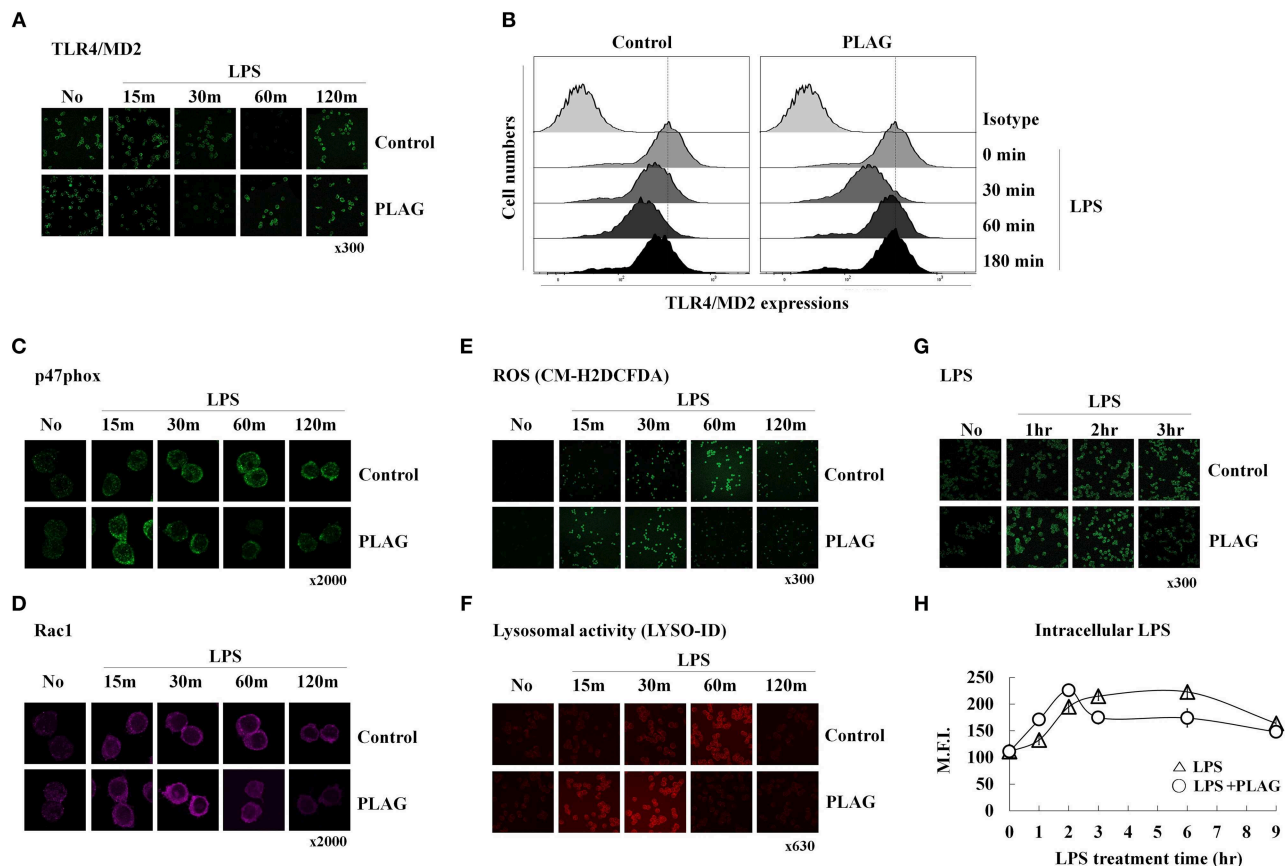 A
TLR4/MD2
LPS
No 15m 30m 60m 120m
Control
PLAG
x300
B
Control PLAG
Cell numbers
Isotype
0 min
30 min
60 min
180 min
LPS
TLR4/MD2 expressions
C
p47phox
LPS
No 15m 30m 60m 120m
Control
PLAG
x2000
D
Rac1
LPS
No 15m 30m 60m 120m
Control
PLAG
x2000
E
ROS (CM-H2DCFDA)
LPS
No 15m 30m 60m 120m
Control
PLAG
x300
F
Lysosomal activity (LYSO-ID)
LPS
No 15m 30m 60m 120m
Control
PLAG
x630
G
LPS
LPS
No 1hr 2hr 3hr
Control
PLAG
x300
H
Intracellular LPS
M.F.I.
250
200
150
100
50
0
LPS
LPS +PLAG
0 1 2 3 4 5 6 7 8 9
LPS treatment time (hr)